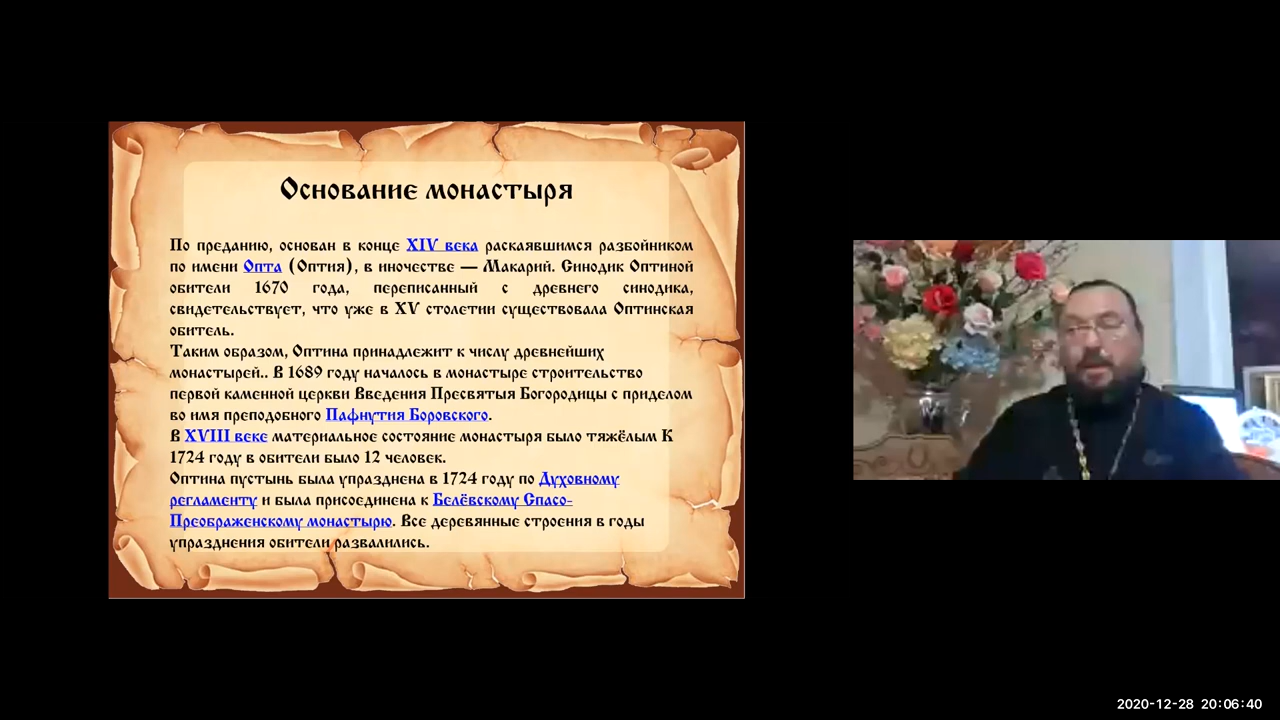 Основание монастыря
По преданию, основан в конце XIV века раскаявшимся разбойником
по имени Опта (Оптия), в иночестве — Макарий. Синодик Оптиной
обители 1670 года, переписанный с древнего синодика,
свидетельствует, что уже в XV столетии существовала Оптинская
обитель.
Таким образом, Оптина принадлежит к числу древнейших
монастырей.. В 1689 году началось в монастыре строительство
первой каменной церкви Введения Пресвятыя Богородицы с приделом
во имя преподобного Пафнутия Боровского.
В XVIII веке материальное состояние монастыря было тяжёлым К
1724 году в обители было 12 человек.
Оптина пустынь была упразднена в 1724 году по Духовному
регламенту и была присоединена к Белёвскому Спасо-
Преображенскому монастырю. Все деревянные строения в годы
упразднения обители развалились.
2020-12-28 20:06:40